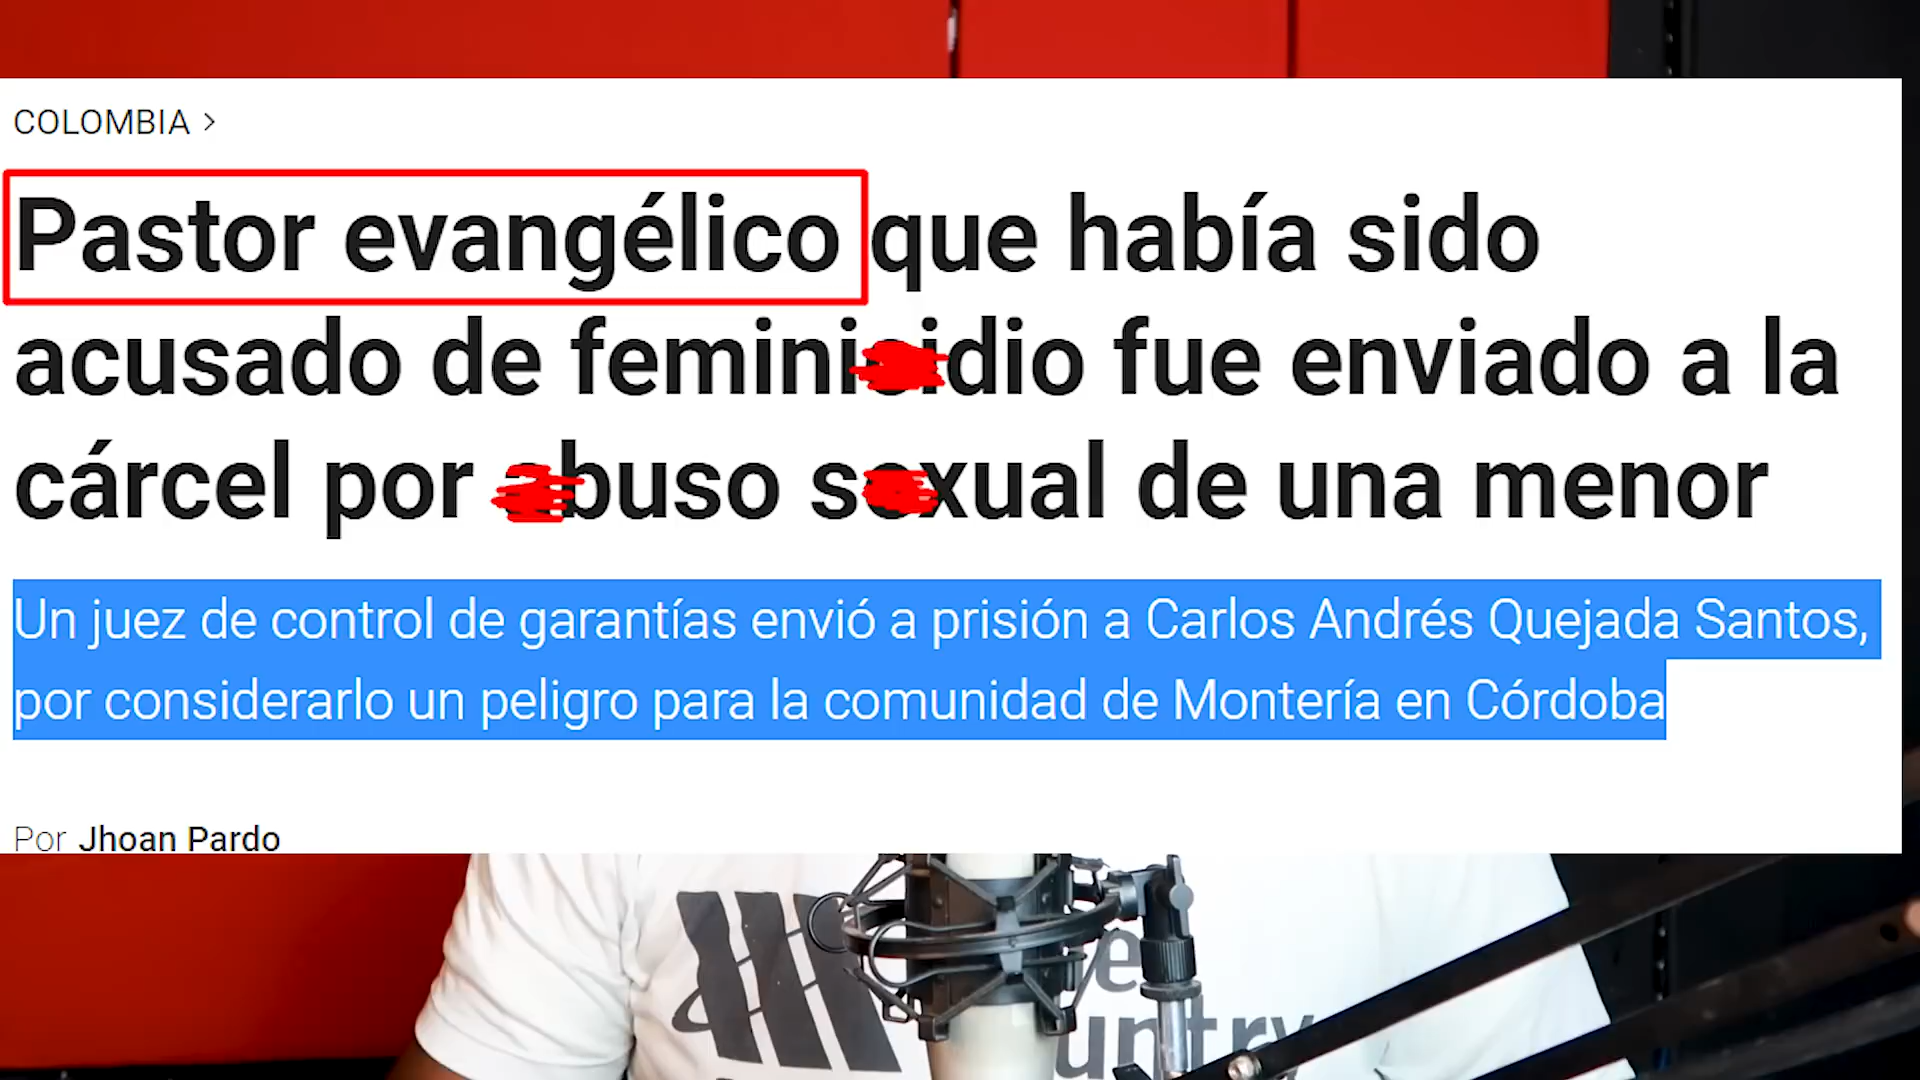 COLOMBIA >
Pastor evangélico que había sido
acusado de feminicidio fue enviado a la
cárcel por abuso sexual de una menor
Un juez de control de garantías envió a prisión a Carlos Andrés Quejada Santos,
por considerarlo un peligro para la comunidad de Montería en Córdoba
Por Jhoan Pardo